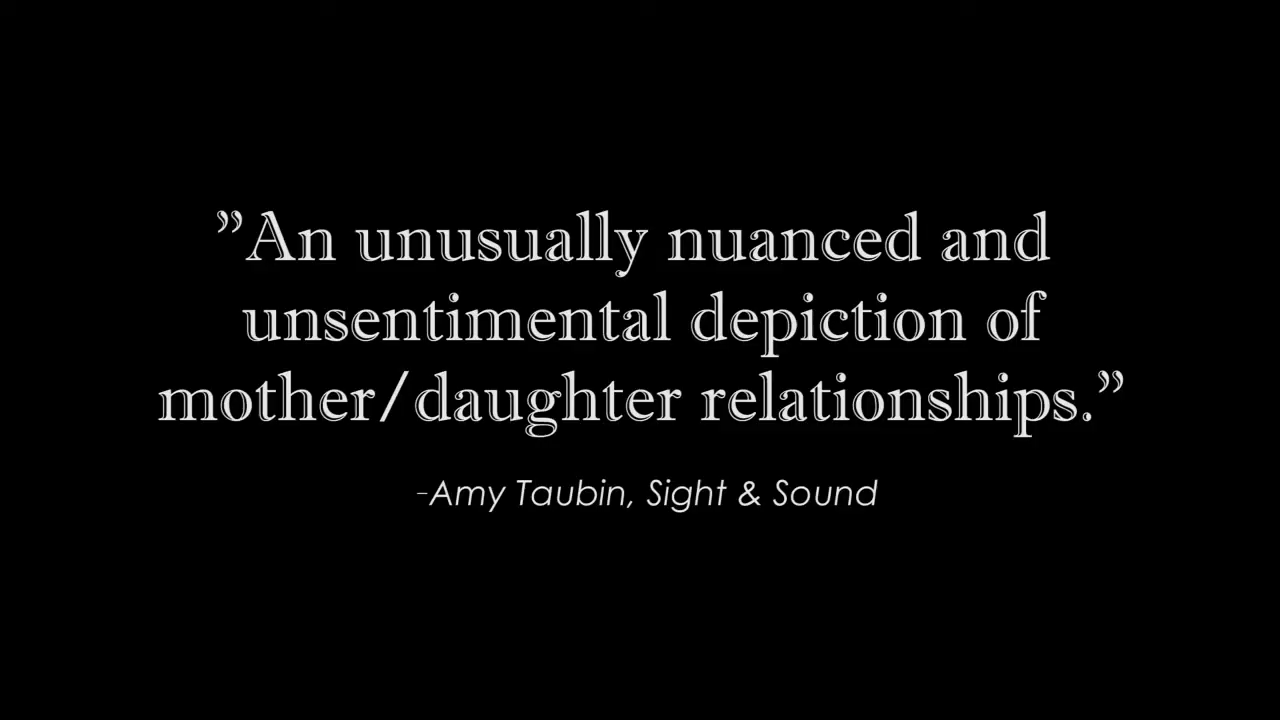 ”An unusually nuanced and
unsentimental depiction of
mother/daughter relationships.”
-Amy Taubin, Sight & Sound